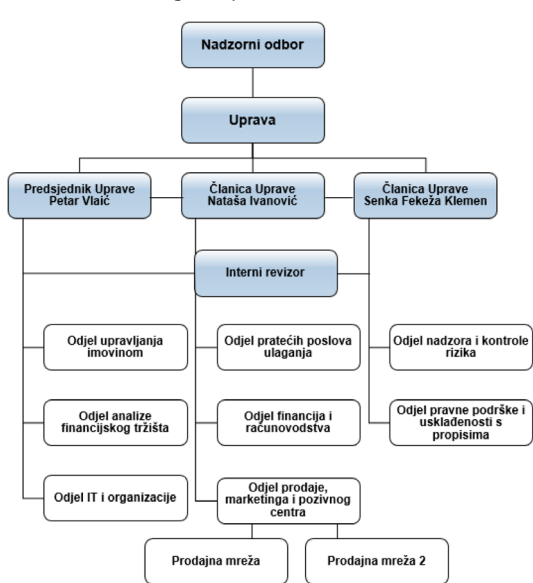 Nadzorni odbor
Uprava
Predsjednik Uprave
Petar Vlaić
Članica Uprave
Nataša Ivanović
Članica Uprave
Senka Fekeža Klemen
Interni revizor
Odjel upravljanja
imovinom
Odjel pratećih poslova
ulaganja
Odjel nadzora i kontrole
rizika
Odjel analize
financijskog tržišta
Odjel financija i
računovodstva
Odjel pravne podrške i
usklađenosti s
propisima
Odjel IT i organizacije
Odjel prodaje,
marketinga i pozivnog
centra
Prodajna mreža
Prodajna mreža 2